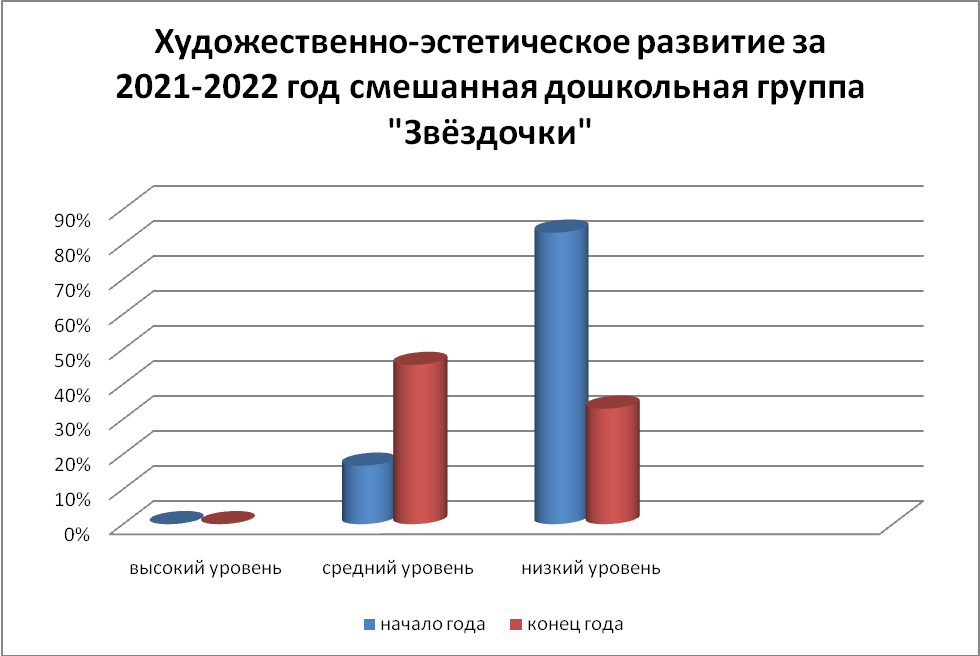 Художественно-эстетическое развитие за
2021-2022 год смешанная дошкольная группа
"Звёздочки"
90%
80%
70%
60%
50%
40%
30%
20%
10%
0%
высокий уровень средний уровень низкий уровень
начало года конец года